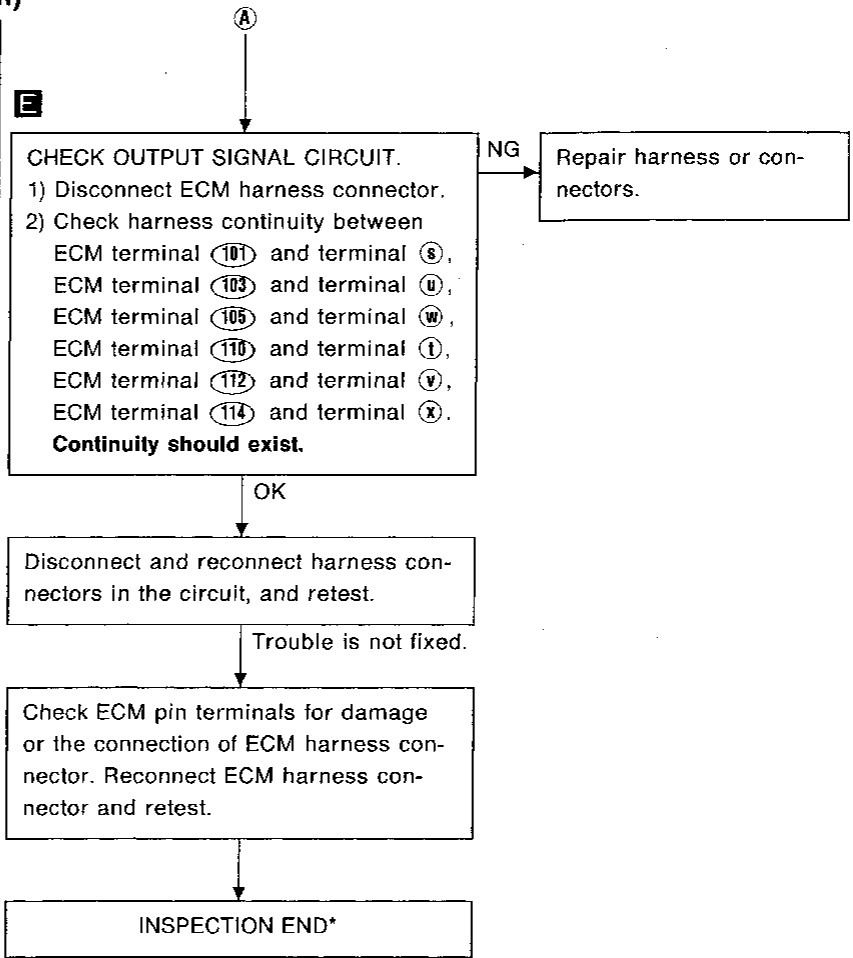 A
E
CHECK OUTPUT SIGNAL CIRCUIT.
1) Disconnect ECM harness connector.
2) Check harness continuity between
ECM terminal 101 and terminal s,
ECM terminal 103 and terminal u,
ECM terminal 105 and terminal w,
ECM terminal 110 and terminal t,
ECM terminal 112 and terminal v,
ECM terminal 114 and terminal x.
Continuity should exist.
NG
Repair harness or con-
nectors.
OK
Disconnect and reconnect harness con-
nectors in the circuit, and retest.
Trouble is not fixed.
Check ECM pin terminals for damage
or the connection of ECM harness con-
nector. Reconnect ECM harness con-
nector and retest.
INSPECTION END*